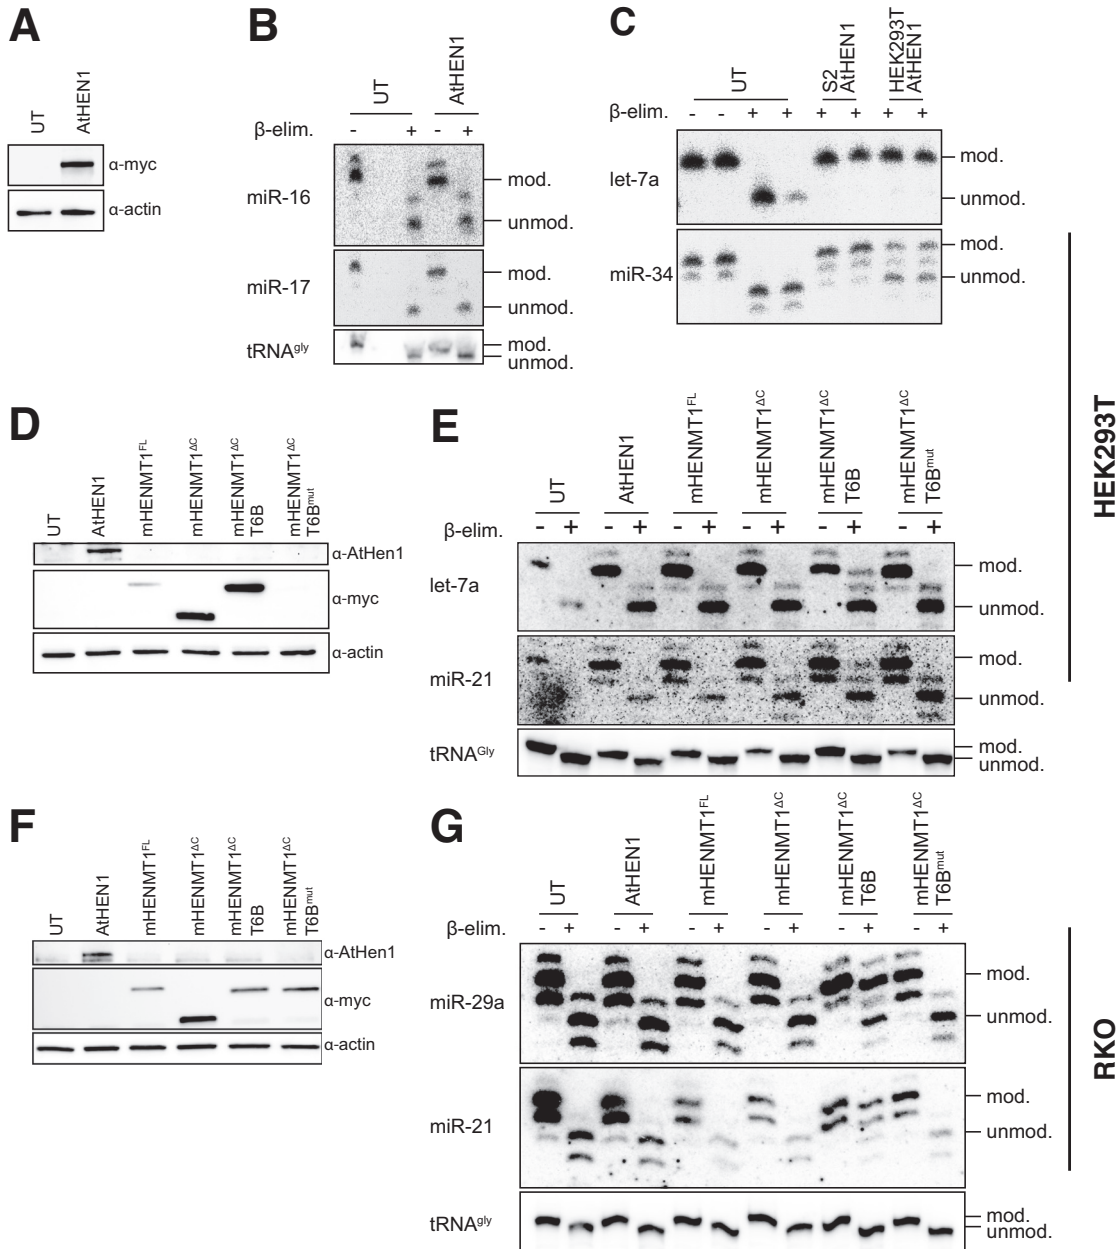 A
UT
AtHEN1
α-myc
α-actin
B
UT
AtHEN1
β-elim.
- + - +
miR-16
mod.
unmod.
miR-17
mod.
unmod.
tRNAgly
mod.
unmod.
C
UT
S2
AtHEN1
HEK293T
AtHEN1
β-elim.
- - + + + + + +
let-7a
mod.
unmod.
miR-34
mod.
unmod.
HEK293T
D
UT
AtHEN1
mHENMT1FL
mHENMT1ΔC
mHENMT1ΔC
T6B
mHENMT1ΔC
T6Bmut
α-AtHen1
α-myc
α-actin
E
UT
AtHEN1
mHENMT1FL
mHENMT1ΔC
mHENMT1ΔC
T6B
mHENMT1ΔC
T6Bmut
β-elim.
- + - + - + - + - + - +
let-7a
mod.
unmod.
miR-21
mod.
unmod.
tRNAGly
mod.
unmod.
F
UT
AtHEN1
mHENMT1FL
mHENMT1ΔC
mHENMT1ΔC
T6B
mHENMT1ΔC
T6Bmut
α-AtHen1
α-myc
α-actin
G
UT
AtHEN1
mHENMT1FL
mHENMT1ΔC
mHENMT1ΔC
T6B
mHENMT1ΔC
T6Bmut
β-elim.
- + - + - + - + - + - +
miR-29a
mod.
unmod.
miR-21
mod.
unmod.
tRNAgly
mod.
unmod.
RKO